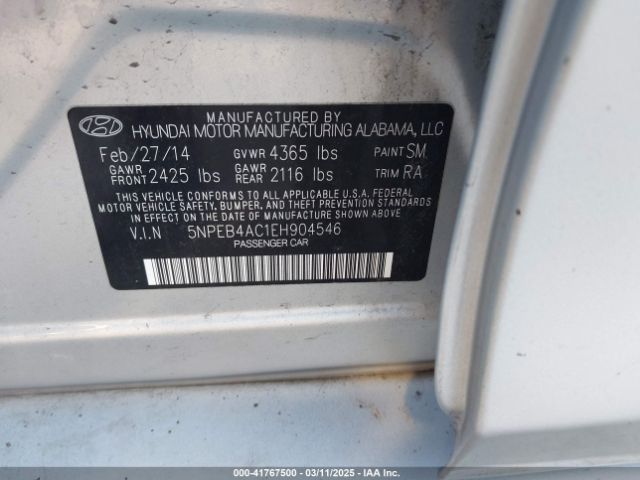 MANUFACTURED BY
HYUNDAI MOTOR MANUFACTURING ALABAMA, LLC
Feb/27/14 GVWR 4365 lbs PAINT SM
GAWR FRONT 2425 lbs GAWR REAR 2116 lbs TRIM RA
THIS VEHICLE CONFORMS TO ALL APPLICABLE U.S.A. FEDERAL
MOTOR VEHICLE SAFETY, BUMPER, AND THEFT PREVENTION STANDARDS
IN EFFECT ON THE DATE OF MANUFACTURE SHOWN ABOVE.
V.I.N 5NPEB4AC1EH904546
PASSENGER CAR
000-41767500 - 03/11/2025 - IAA Inc.